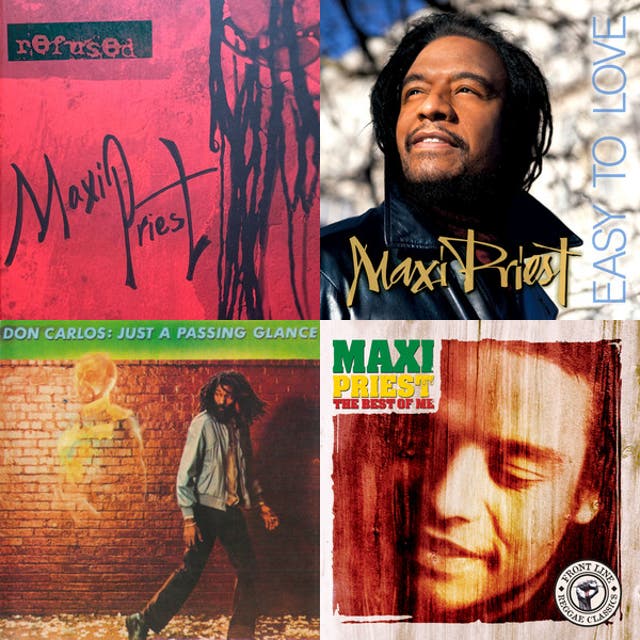 refused
Maxi Priest
Maxi Priest
EASY TO LOVE
DON CARLOS: JUST A PASSING GLANCE
MAXI
PRIEST
THE BEST OF ME
FRONT LINE
REGGAE CLASSICS